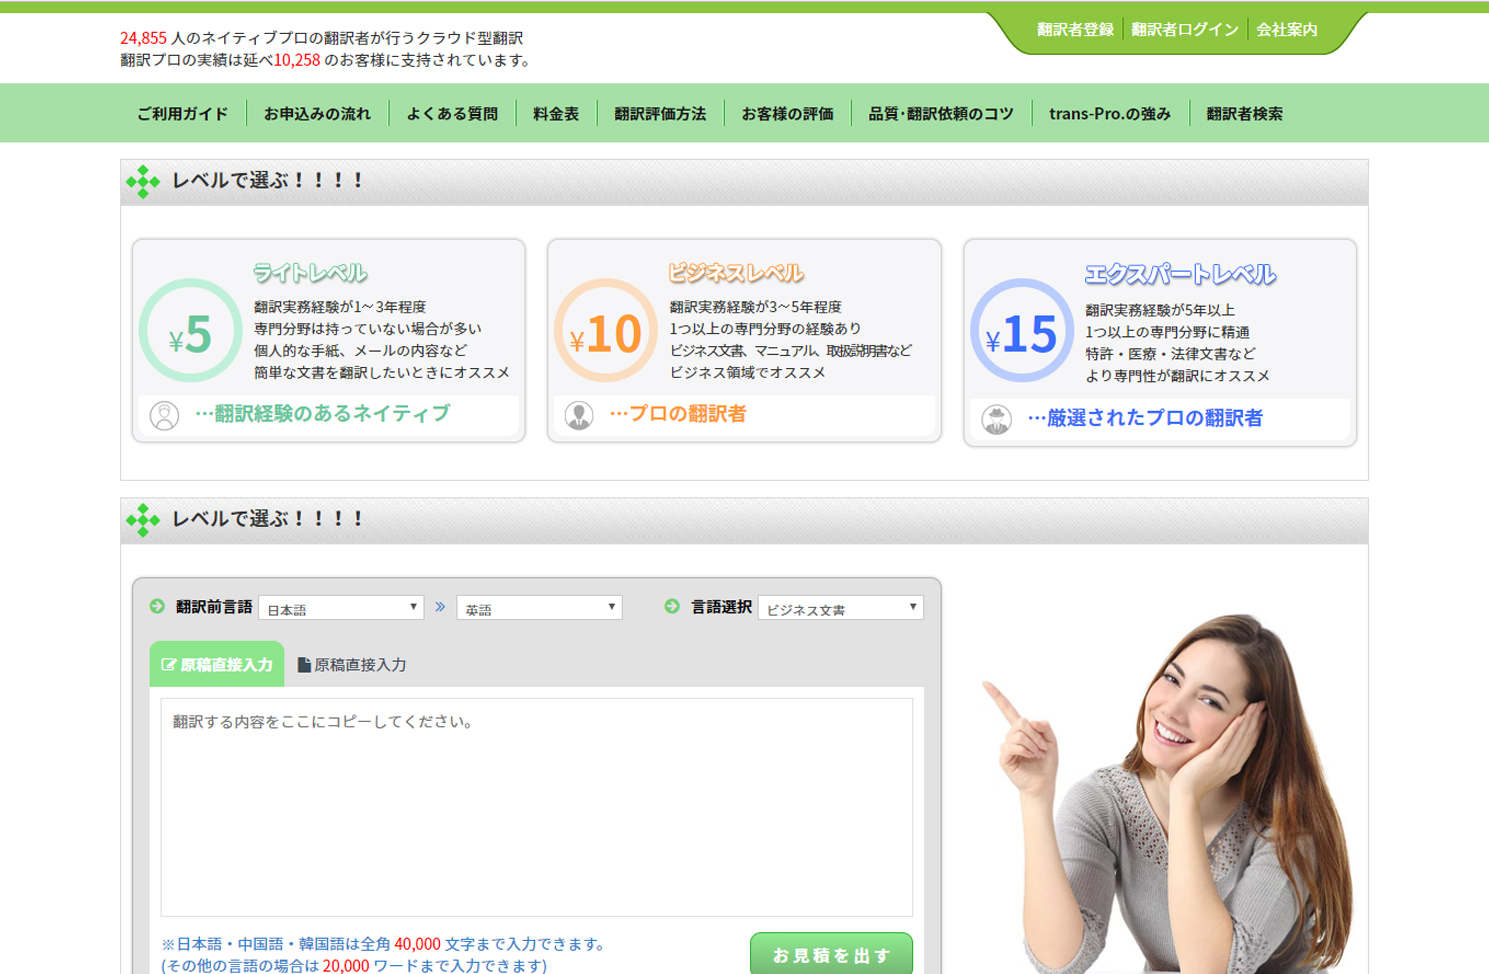 24,855 人のネイティブプロの翻訳者が行うクラウド型翻訳
翻訳プロの実績は延べ10,258 のお客様に支持されています。
翻訳者登録 翻訳者ログイン 会社案内
ご利用ガイド お申込みの流れ よくある質問 料金表 翻訳評価方法 お客様の評価 品質･翻訳依頼のコツ trans-Pro.の強み 翻訳者検索
レベルで選ぶ！！！！
ライトレベル
¥5
翻訳実務経験が1～3年程度
専門分野は持っていない場合が多い
個人的な手紙、メールの内容など
簡単な文書を翻訳したいときにオススメ
…翻訳経験のあるネイティブ
ビジネスレベル
¥10
翻訳実務経験が3～5年程度
1つ以上の専門分野の経験あり
ビジネス文書、マニュアル、取扱説明書など
ビジネス領域でオススメ
…プロの翻訳者
エクスパートレベル
¥15
翻訳実務経験が5年以上
1つ以上の専門分野に精通
特許・医療・法律文書など
より専門性が翻訳にオススメ
…厳選されたプロの翻訳者
レベルで選ぶ！！！！
翻訳前言語 日本語 » 英語 言語選択 ビジネス文書
原稿直接入力 原稿直接入力
翻訳する内容をここにコピーしてください。
※日本語・中国語・韓国語は全角 40,000 文字まで入力できます。
(その他の言語の場合は 20,000 ワードまで入力できます)
お見積を出す